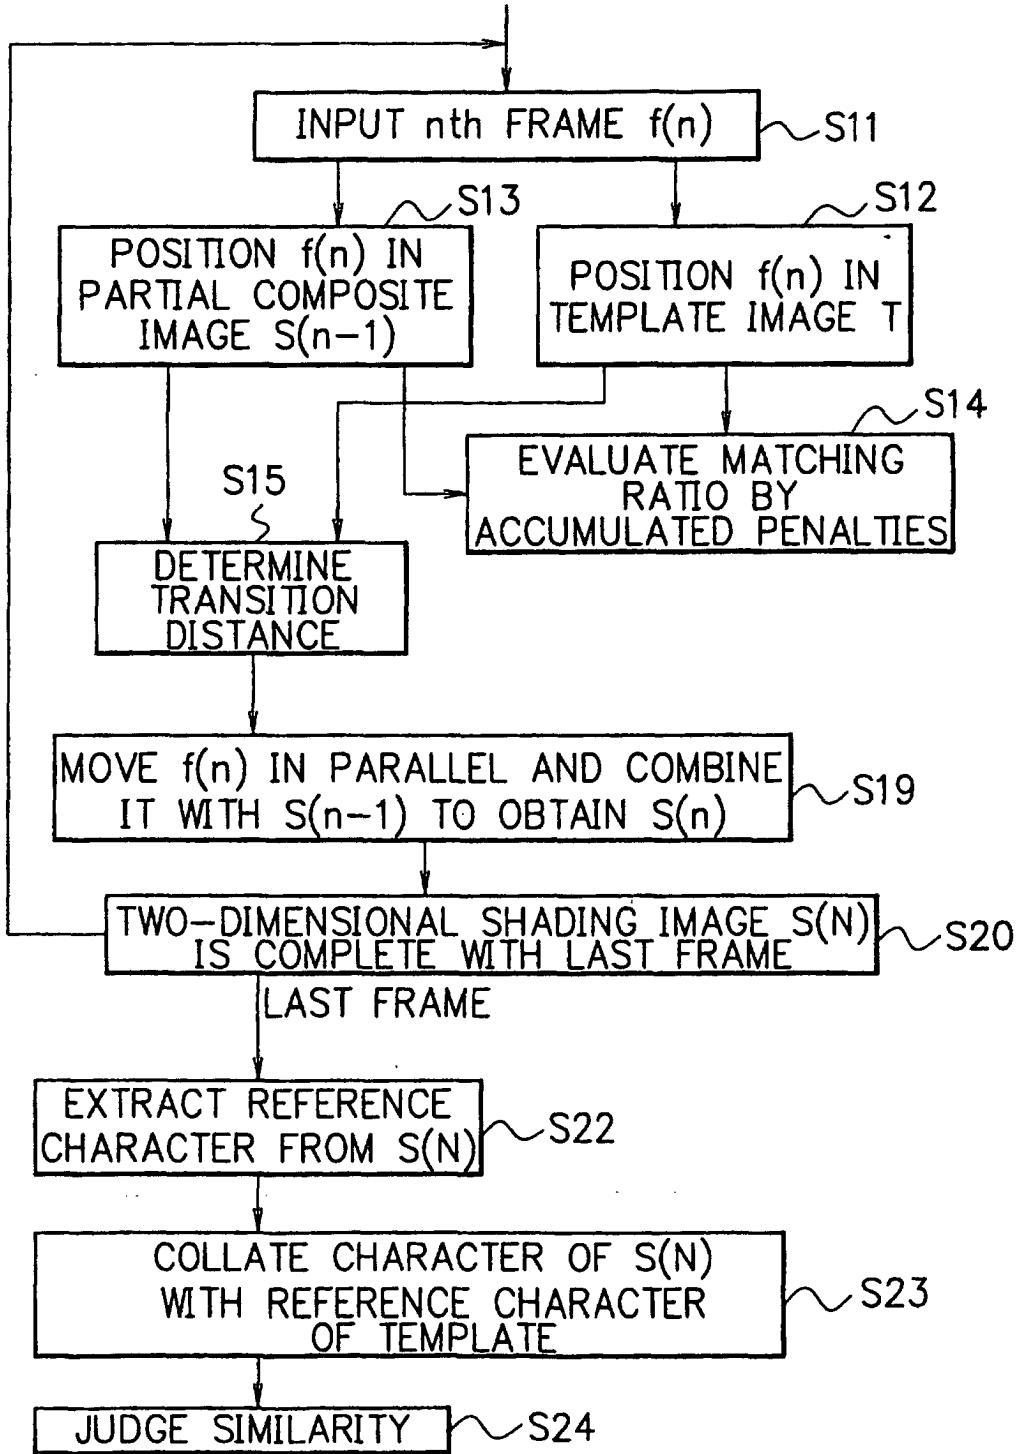 INPUT nth FRAME f(n)
S11
S13
S12
POSITION f(n) IN
PARTIAL COMPOSITE
IMAGE S(n-1)
POSITION f(n) IN
TEMPLATE IMAGE T
S14
EVALUATE MATCHING
RATIO BY
ACCUMULATED PENALTIES
S15
DETERMINE
TRANSITION
DISTANCE
MOVE f(n) IN PARALLEL AND COMBINE
IT WITH S(n-1) TO OBTAIN S(n)
S19
TWO-DIMENSIONAL SHADING IMAGE S(N)
IS COMPLETE WITH LAST FRAME
S20
LAST FRAME
EXTRACT REFERENCE
CHARACTER FROM S(N)
S22
COLLATE CHARACTER OF S(N)
WITH REFERENCE CHARACTER
OF TEMPLATE
S23
JUDGE SIMILARITY
S24